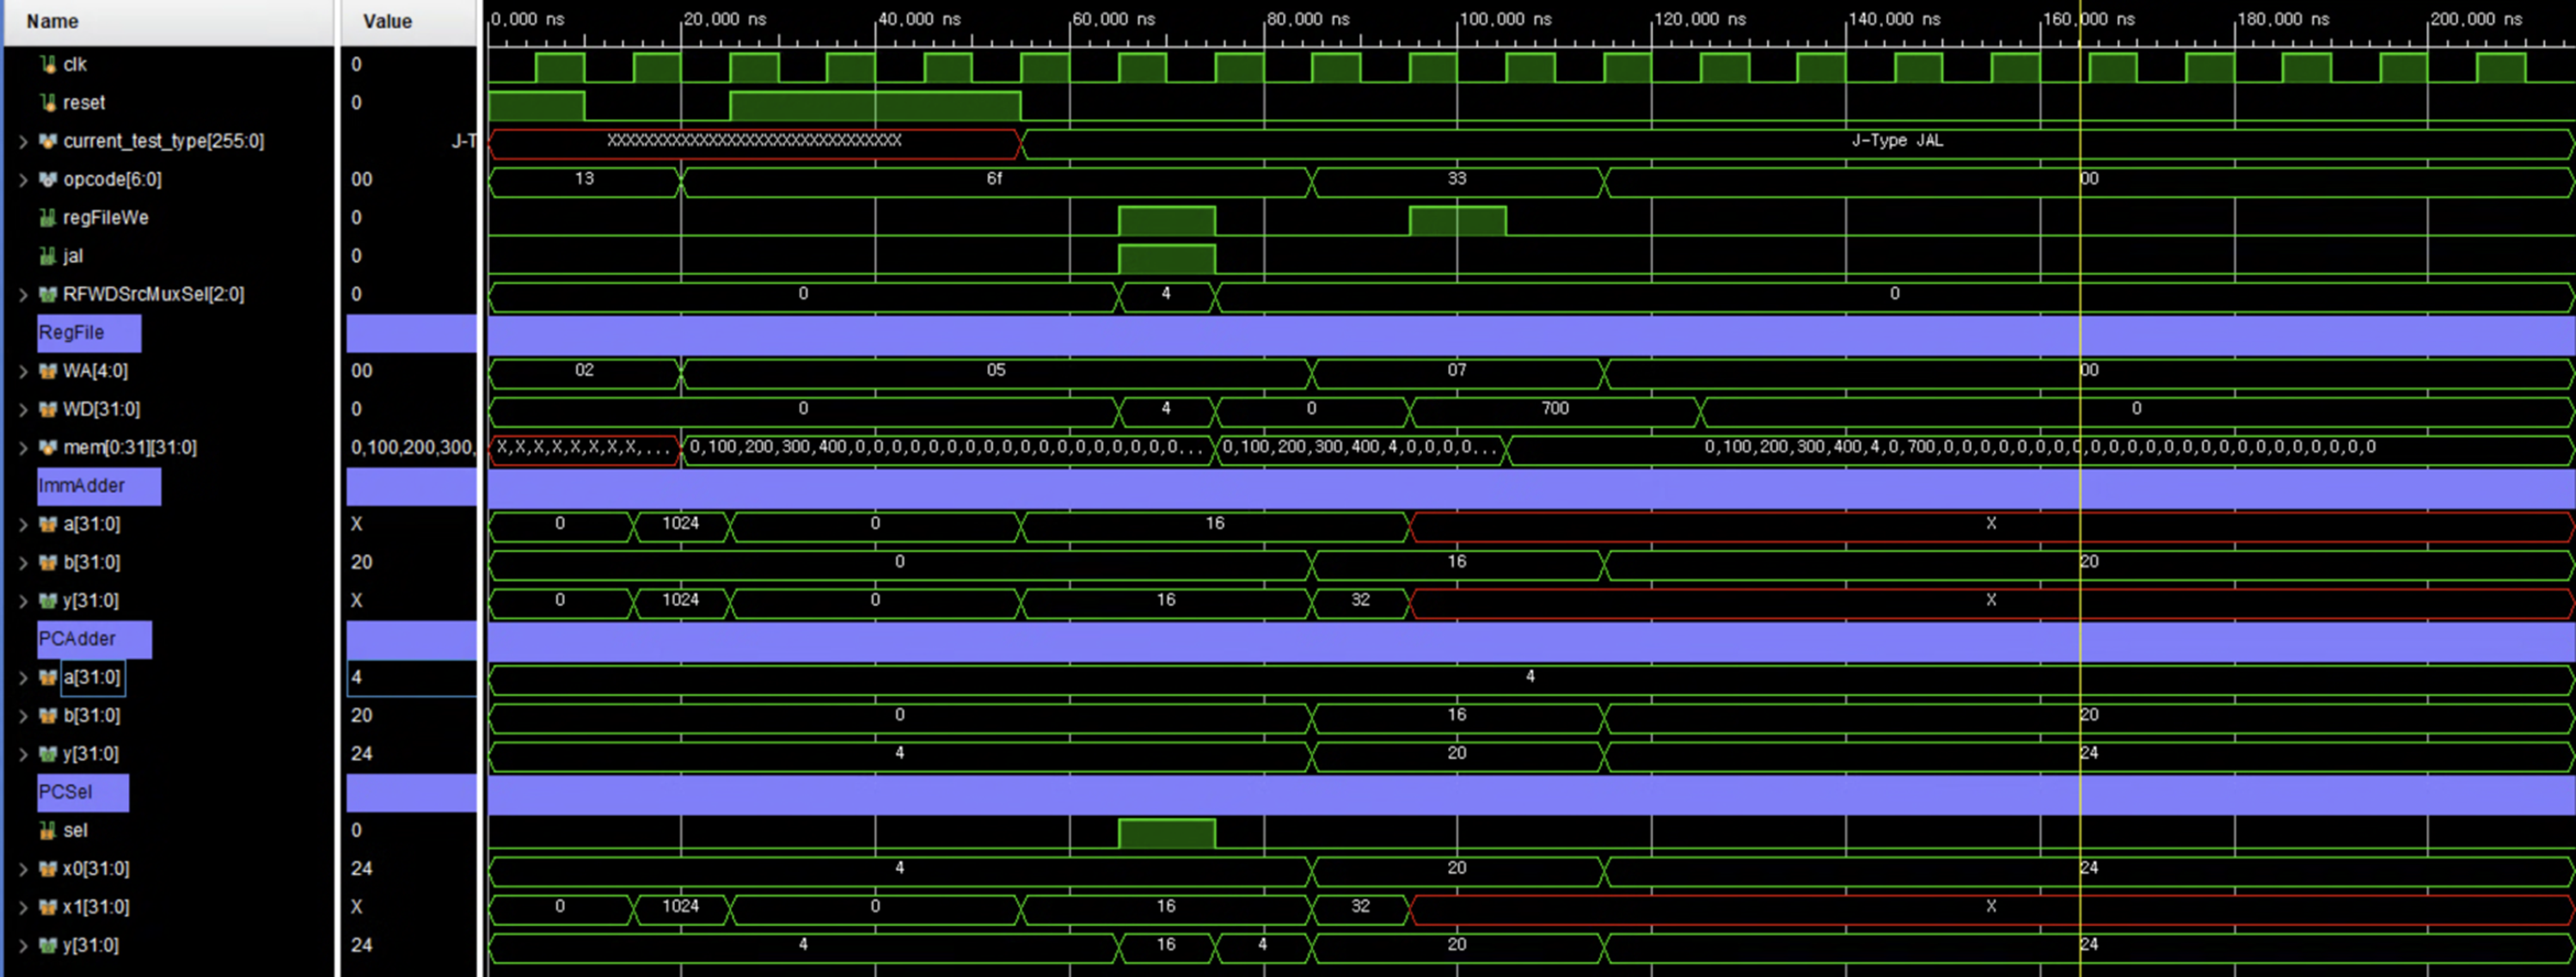 Name Value 0,000 ns 20,000 ns 40,000 ns 60,000 ns 80,000 ns 100,000 ns 120,000 ns 140,000 ns 160,000 ns 180,000 ns 200,000 ns
clk 0
reset 0
current_test_type[255:0] J-T XXXXXXXXXXXXXXXXXXXXXXXXXXXXXXXX J-Type JAL
opcode[6:0] 00 13 6f 33 00
regFileWe 0
jal 0
RFWDSrcMuxSel[2:0] 0 0 4 0
RegFile
WA[4:0] 00 02 05 07 00
WD[31:0] 0 0 4 0 700 0
mem[0:31][31:0] 0,100,200,300, X,X,X,X,X,X,X,... 0,100,200,300,400,0,0,0,0,0,0,0,0,0,0,0,0,0,0,0,0... 0,100,200,300,400,4,0,0,0,0... 0,100,200,300,400,4,0,700,0,0,0,0,0,0,0,0,0,0,0,0,0,0,0,0,0,0,0,0,0,0,0,0
ImmAdder
a[31:0] X 0 1024 0 16 X
b[31:0] 20 0 16 20
y[31:0] X 0 1024 0 16 32 X
PCAdder
a[31:0] 4 4
b[31:0] 20 0 16 20
y[31:0] 24 4 20 24
PCSel
sel 0
x0[31:0] 24 4 20 24
x1[31:0] X 0 1024 0 16 32 X
y[31:0] 24 4 16 4 20 24